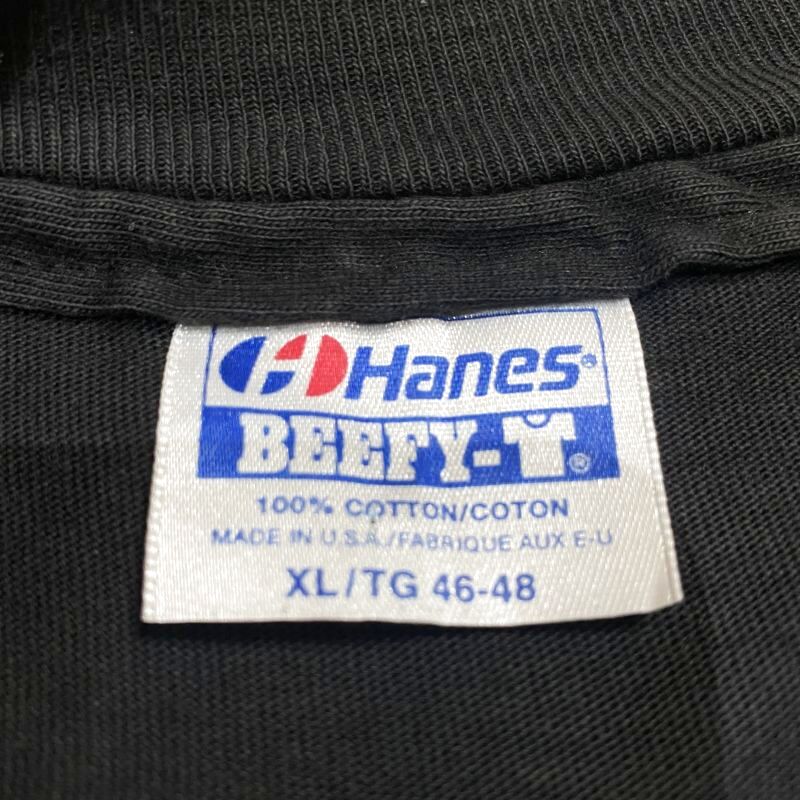 Hanes®
BEEFY-T®
100% COTTON/COTON
MADE IN U.S.A./FABRIQUE AUX E-U
XL/TG 46-48